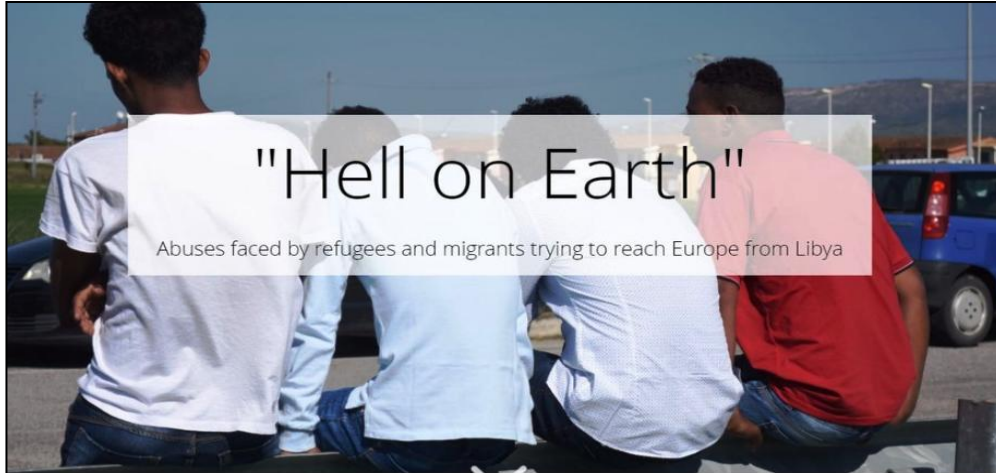 "Hell on Earth"
Abuses faced by refugees and migrants trying to reach Europe from Libya